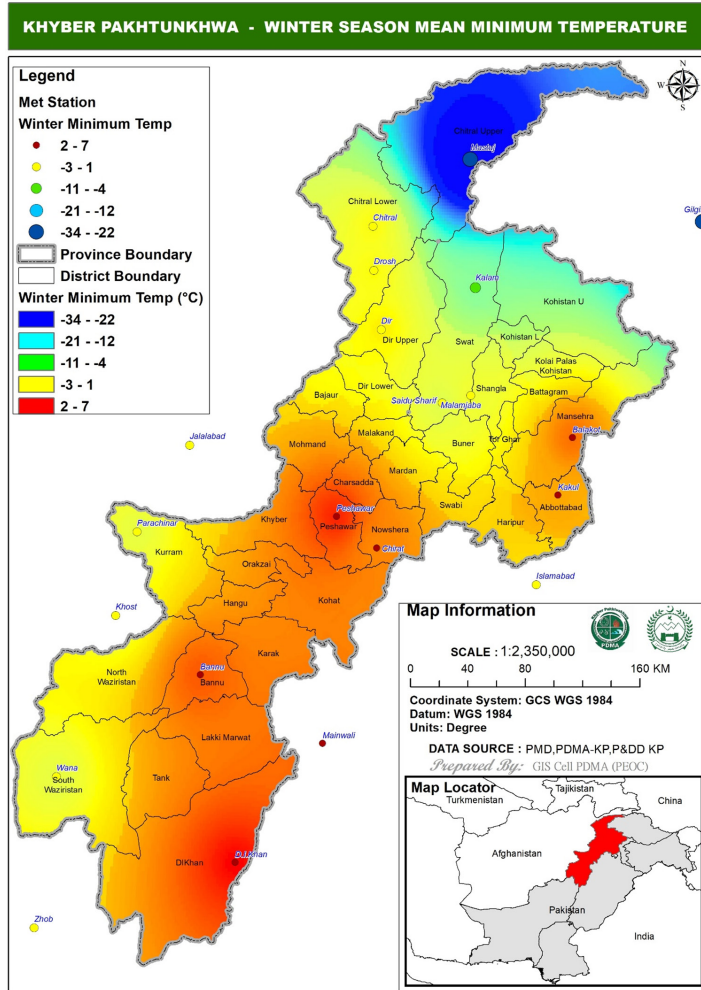 KHYBER PAKHTUNKHWA - WINTER SEASON MEAN MINIMUM TEMPERATURE
Legend
Met Station
Winter Minimum Temp
2 - 7
-3 - 1
-11 - -4
-21 - -12
-34 - -22
Province Boundary
District Boundary
Winter Minimum Temp (°C)
-34 - -22
-21 - -12
-11 - -4
-3 - 1
2 - 7
N
W E
S
Chitral Upper
Mastuj
Gilgit
Chitral Lower
Chitral
Drosh
Kalam
Kohistan U
Dir
Dir Upper
Swat
Kohistan L
Kolai Palas
Kohistan
Bajaur
Dir Lower
Shangla
Battagram
Saidu Sharif
Malamjaba
Mansehra
Balakot
Jalalabad
Mohmand
Malakand
Buner
Tor Ghar
Mardan
Charsadda
Kakul
Abbottabad
Swabi
Haripur
Peshawar
Peshawar
Khyber
Nowshera
Chirat
Parachinar
Kurram
Orakzai
Islamabad
Hangu
Kohat
Khost
Karak
North
Waziristan
Bannu
Bannu
Lakki Marwat
Mainwali
Wana
South
Waziristan
Tank
DIKhan
D.I.Khan
Zhob
Map Information
PDMA
SCALE : 1:2,350,000
0 40 80 120 160 KM
Coordinate System: GCS WGS 1984
Datum: WGS 1984
Units: Degree
DATA SOURCE : PMD,PDMA-KP,P&DD KP
Prepared By: GIS Cell PDMA (PEOC)
Map Locator
Turkmenistan
Tajikistan
China
Afghanistan
Pakistan
India